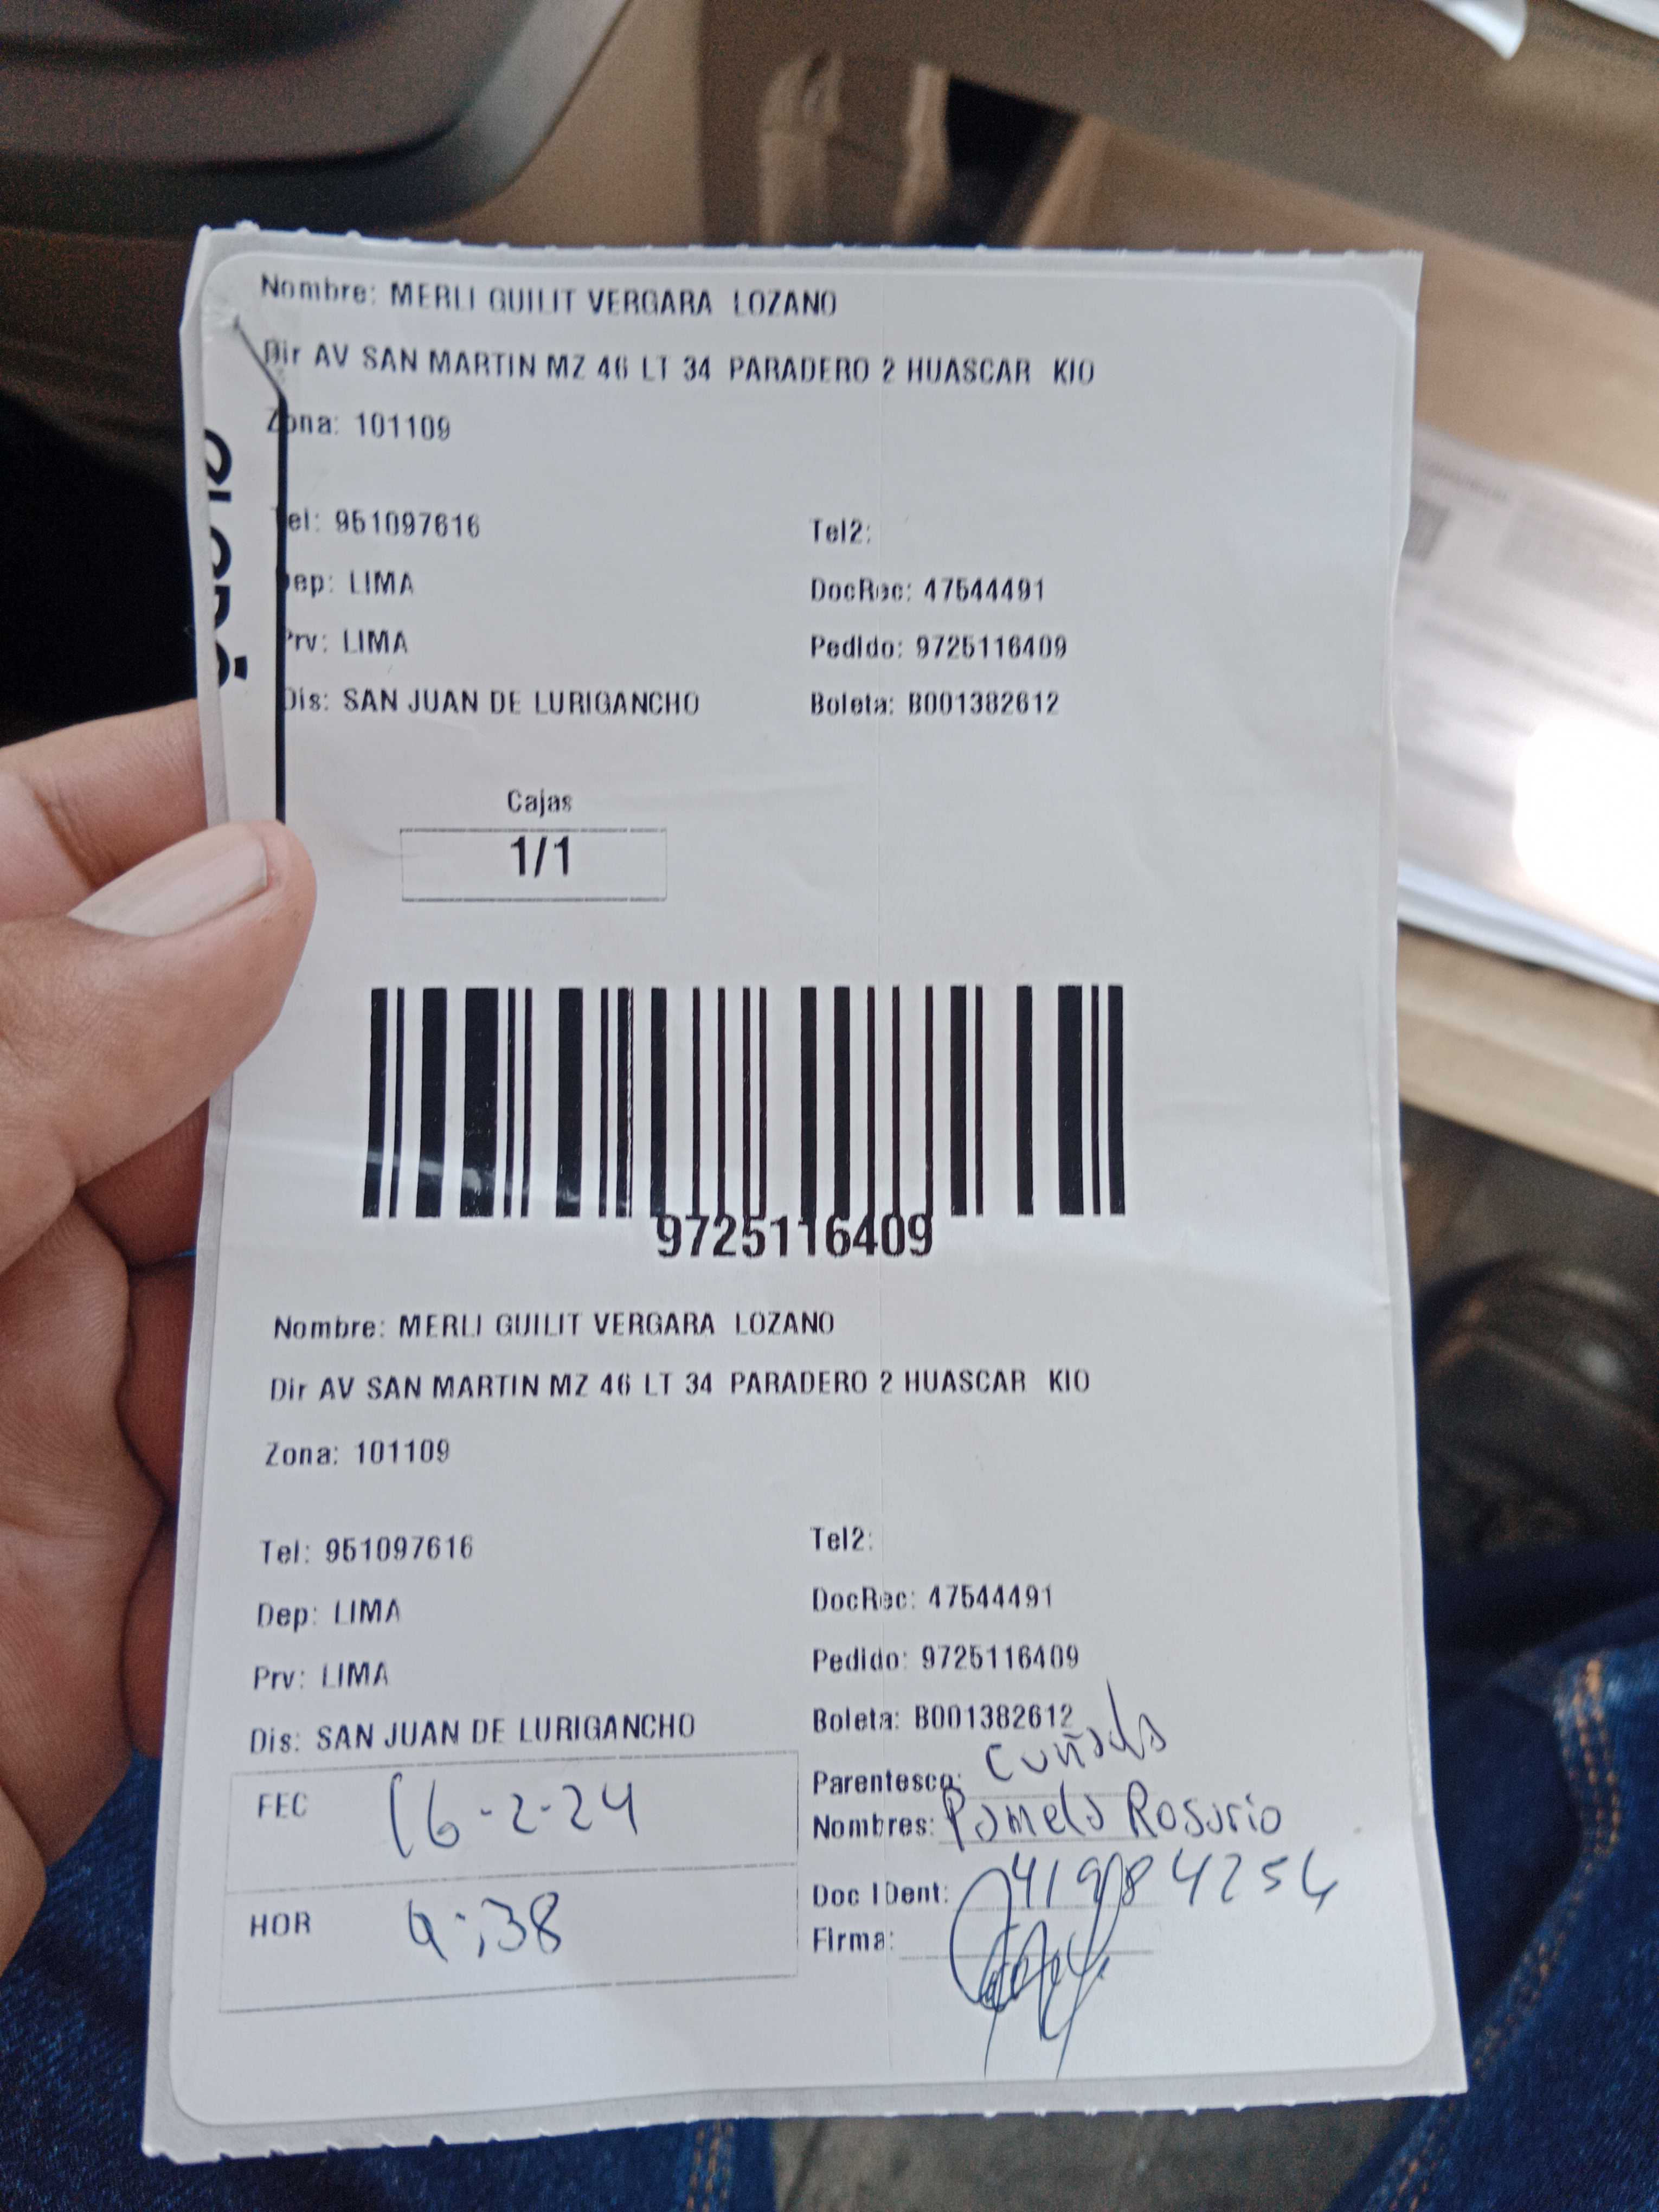 Nombre: MERLI GUILIT VERGARA LOZANO
Dir AV SAN MARTIN MZ 46 LT 34 PARADERO 2 HUASCAR KIO
Zona: 101109
Tel: 951097616 Tel2:
Dep: LIMA DocRec: 47544491
Prv: LIMA Pedido: 9725116409
Dis: SAN JUAN DE LURIGANCHO Boleta: B001382612
Cajas
1/1
9725116409
Nombre: MERLI GUILIT VERGARA LOZANO
Dir AV SAN MARTIN MZ 46 LT 34 PARADERO 2 HUASCAR KIO
Zona: 101109
Tel: 951097616 Tel2:
Dep: LIMA DocRec: 47544491
Prv: LIMA Pedido: 9725116409
Dis: SAN JUAN DE LURIGANCHO Boleta: B001382612
FEC 16-2-24 Parentesco: Cuñada
Nombres: Pamela Rosario
HOR 4:38 Doc IDent:
Firma: